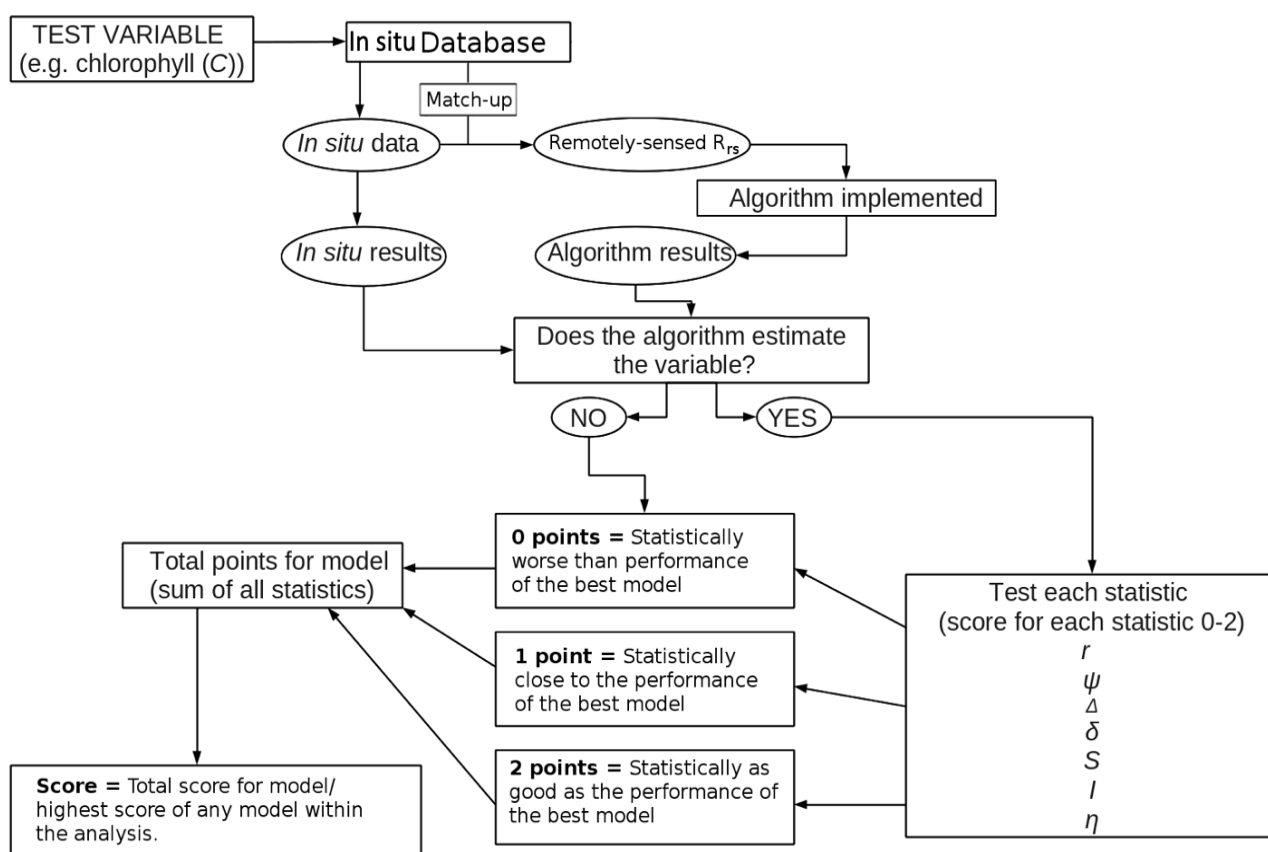 TEST VARIABLE
(e.g. chlorophyll (C))
In situ Database
Match-up
In situ data
Remotely-sensed Rrs
Algorithm implemented
In situ results
Algorithm results
Does the algorithm estimate
the variable?
NO
YES
0 points = Statistically
worse than performance
of the best model
Total points for model
(sum of all statistics)
1 point = Statistically
close to the performance
of the best model
2 points = Statistically as
good as the performance of
the best model
Test each statistic
(score for each statistic 0-2)
r
ψ
Δ
δ
S
I
η
Score = Total score for model/
highest score of any model within
the analysis.